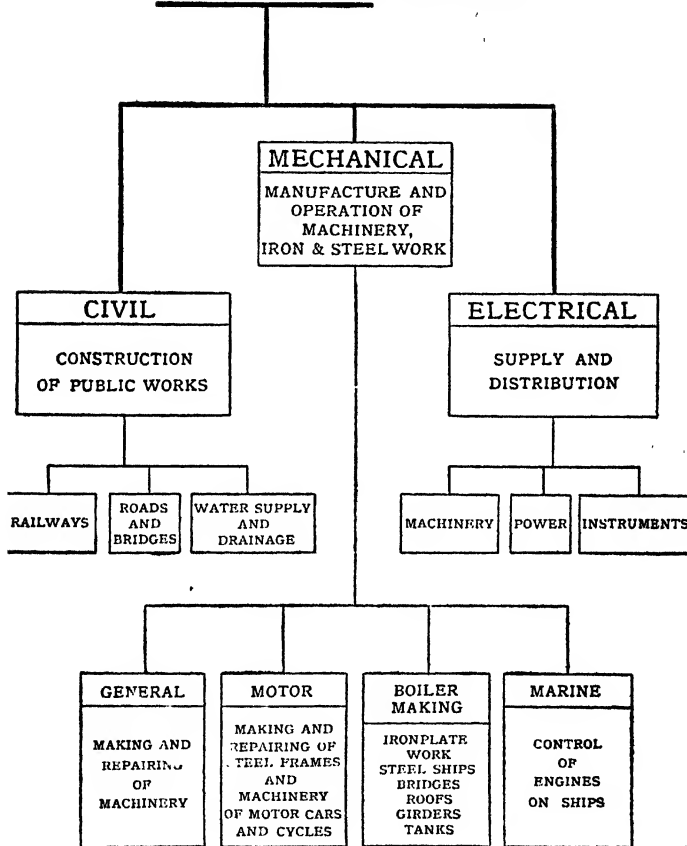 MECHANICAL
MANUFACTURE AND
OPERATION OF
MACHINERY,
IRON & STEEL WORK
CIVIL
CONSTRUCTION
OF PUBLIC WORKS
ELECTRICAL
SUPPLY AND
DISTRIBUTION
RAILWAYS
ROADS
AND
BRIDGES
WATER SUPPLY
AND
DRAINAGE
MACHINERY
POWER
INSTRUMENTS
GENERAL
MAKING AND
REPAIRING
OF
MACHINERY
MOTOR
MAKING AND
REPAIRING OF
STEEL FRAMES
AND
MACHINERY
OF MOTOR CARS
AND CYCLES
BOILER
MAKING
IRONPLATE
WORK
STEEL SHIPS
BRIDGES
ROOFS
GIRDERS
TANKS
MARINE
CONTROL
OF
ENGINES
ON SHIPS